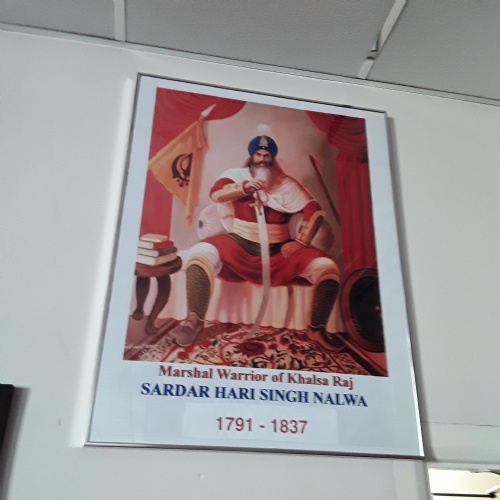 Marshal Warrior of Khalsa Raj
SARDAR HARI SINGH NALWA
1791 - 1837